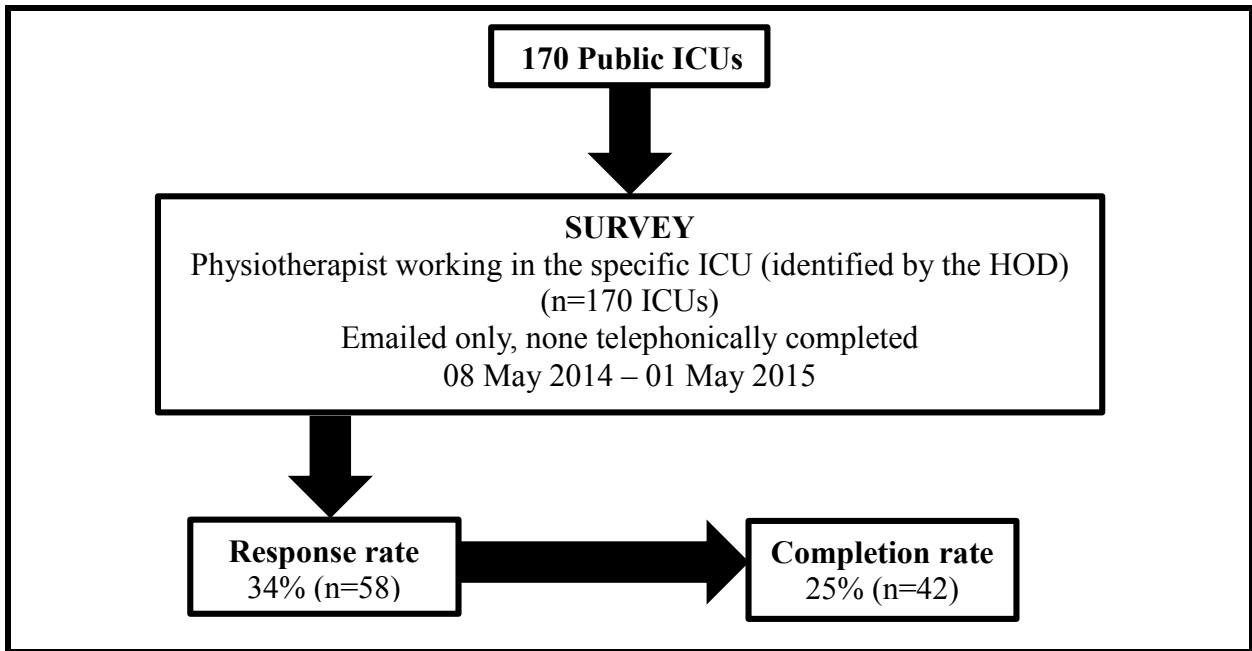 170 Public ICUs
SURVEY
Physiotherapist working in the specific ICU (identified by the HOD)
(n=170 ICUs)
Emailed only, none telephonically completed
08 May 2014 – 01 May 2015
Response rate
34% (n=58)
Completion rate
25% (n=42)